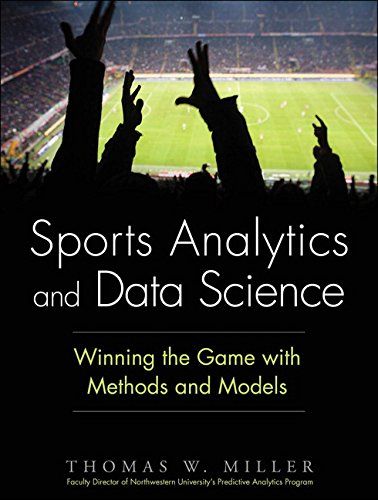 Sports Analytics
and Data Science
Winning the Game with
Methods and Models
THOMAS W. MILLER
Faculty Director of Northwestern University's Predictive Analytics Program